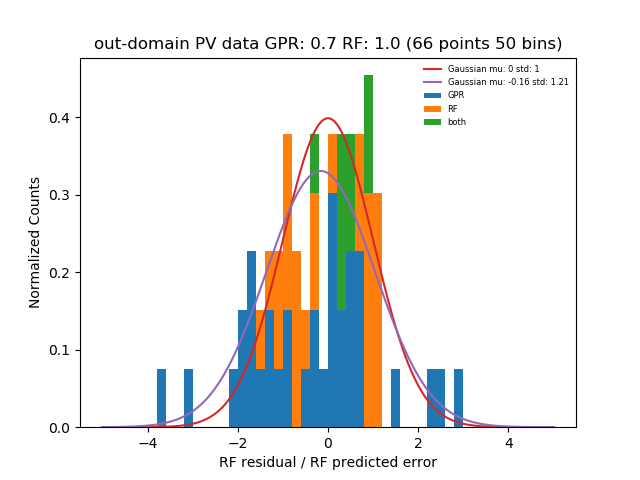 out-domain PV data GPR: 0.7 RF: 1.0 (66 points 50 bins)
Gaussian mu: 0 std: 1
Gaussian mu: -0.16 std: 1.21
GPR
RF
both
Normalized Counts
0.4
0.3
0.2
0.1
0.0
−4
−2
0
2
4
RF residual / RF predicted error